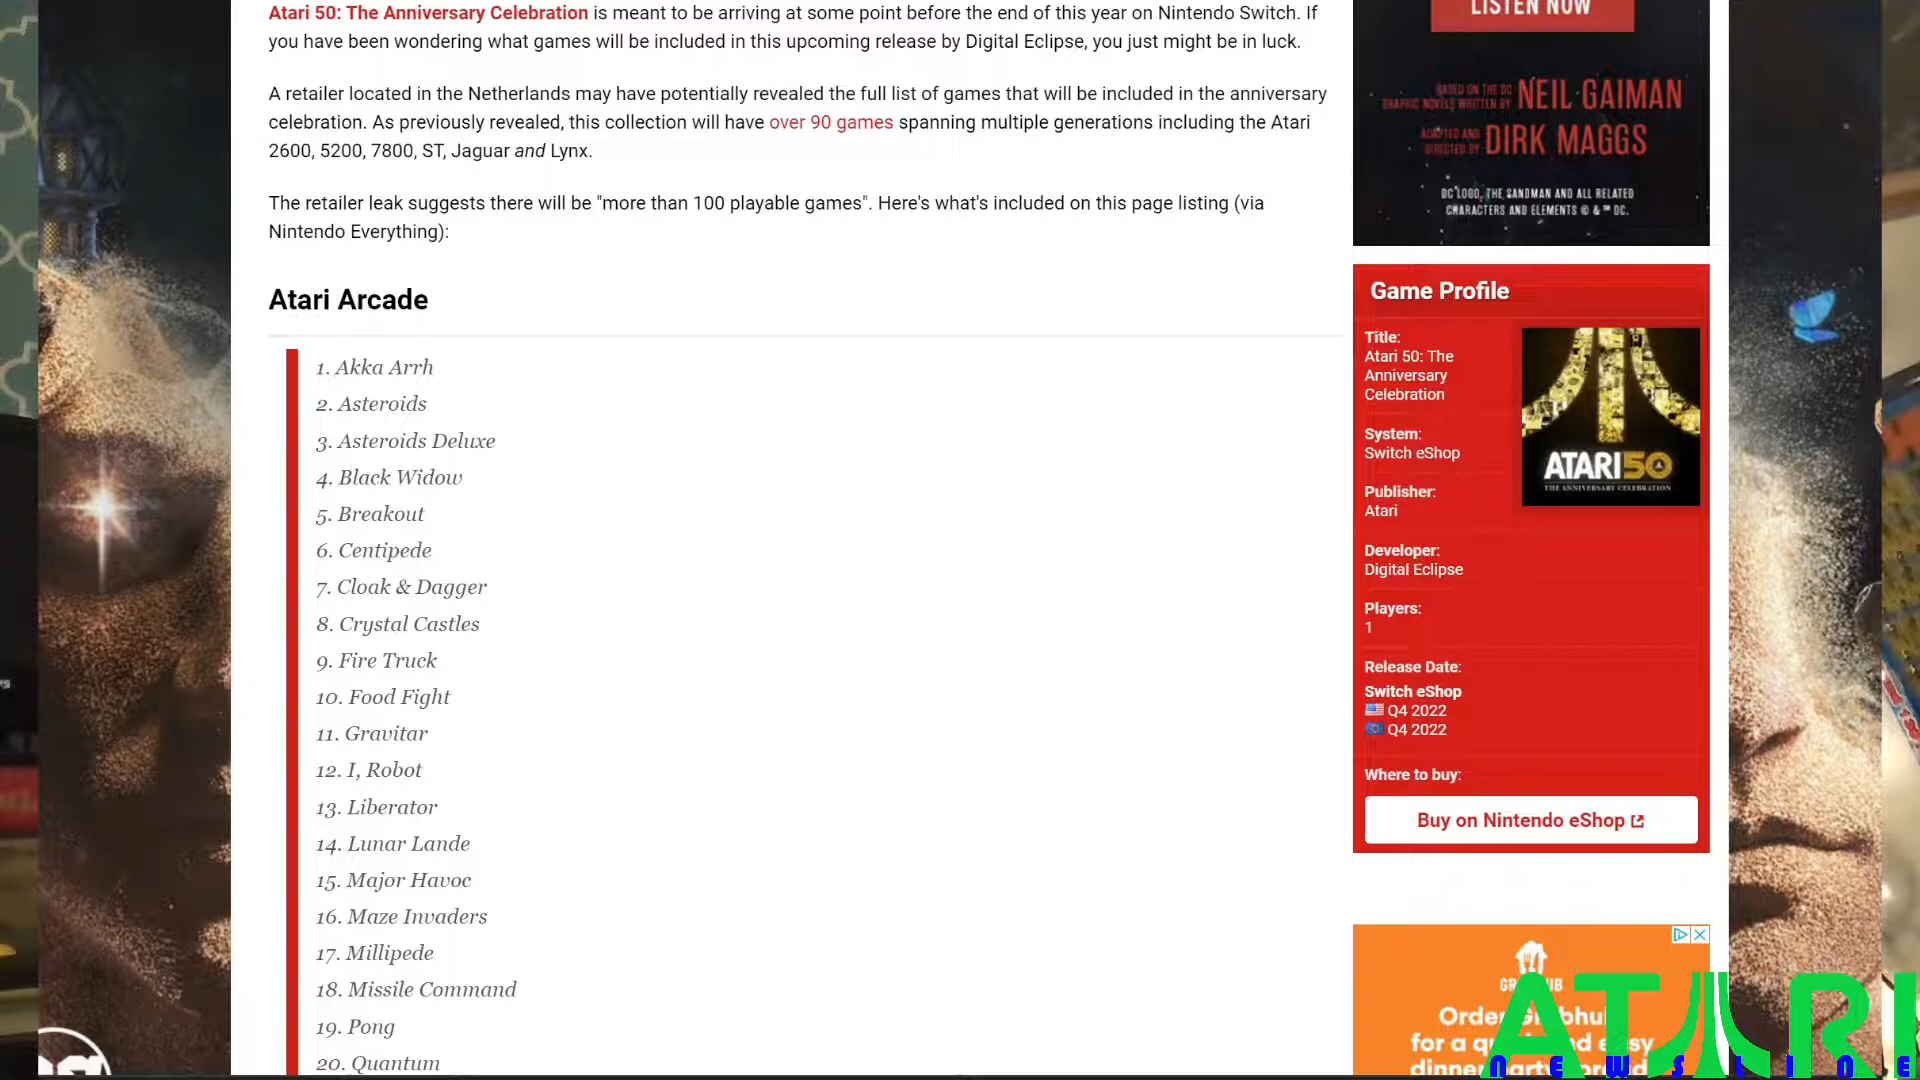 Atari 50: The Anniversary Celebration is meant to be arriving at some point before the end of this year on Nintendo Switch. If
you have been wondering what games will be included in this upcoming release by Digital Eclipse, you just might be in luck.
A retailer located in the Netherlands may have potentially revealed the full list of games that will be included in the anniversary
celebration. As previously revealed, this collection will have over 90 games spanning multiple generations including the Atari
2600, 5200, 7800, ST, Jaguar and Lynx.
The retailer leak suggests there will be "more than 100 playable games". Here's what's included on this page listing (via
Nintendo Everything):
Atari Arcade
1. Akka Arrh
2. Asteroids
3. Asteroids Deluxe
4. Black Widow
5. Breakout
6. Centipede
7. Cloak & Dagger
8. Crystal Castles
9. Fire Truck
10. Food Fight
11. Gravitar
12. I, Robot
13. Liberator
14. Lunar Lande
15. Major Havoc
16. Maze Invaders
17. Millipede
18. Missile Command
19. Pong
20. Quantum
LISTEN NOW
BASED ON THE DC
GRAPHIC NOVELS WRITTEN BY NEIL GAIMAN
ADAPTED AND
DIRECTED BY DIRK MAGGS
DC LOGO, THE SANDMAN AND ALL RELATED
CHARACTERS AND ELEMENTS © & ™ DC.
Game Profile
Title:
Atari 50: The
Anniversary
Celebration
ATARI 50
THE ANNIVERSARY CELEBRATION
System:
Switch eShop
Publisher:
Atari
Developer:
Digital Eclipse
Players:
1
Release Date:
Switch eShop
Q4 2022
Q4 2022
Where to buy:
Buy on Nintendo eShop
Order
for a
dinner party
ATARI
newsline